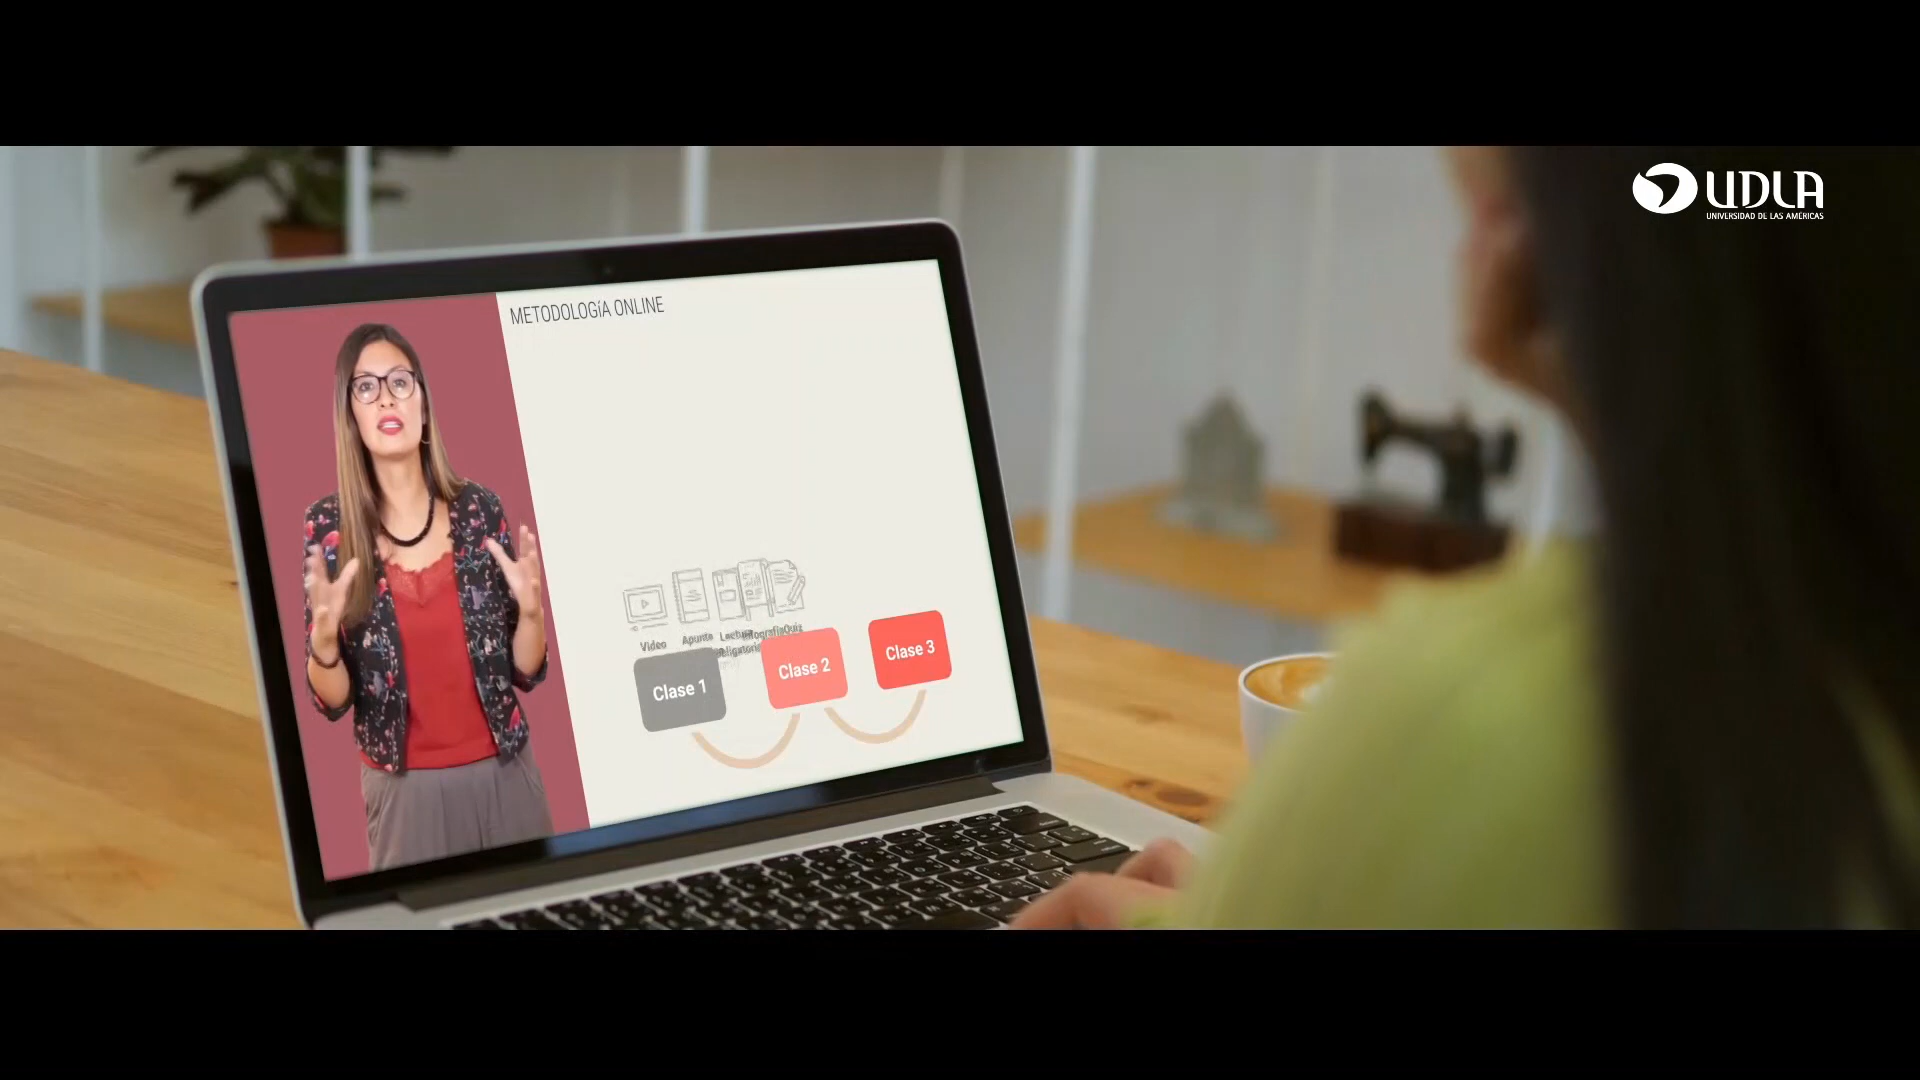 UDLA
UNIVERSIDAD DE LAS AMÉRICAS
METODOLOGíA ONLINE
Video
Apunte
Quiz
Clase 1
Clase 2
Clase 3